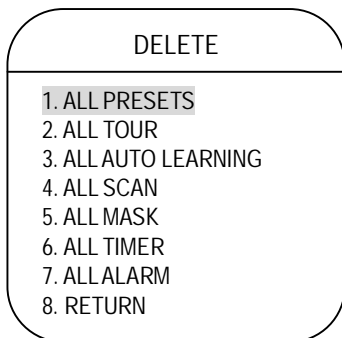 DELETE
1. ALL PRESETS
2. ALL TOUR
3. ALL AUTO LEARNING
4. ALL SCAN
5. ALL MASK
6. ALL TIMER
7. ALL ALARM
8. RETURN